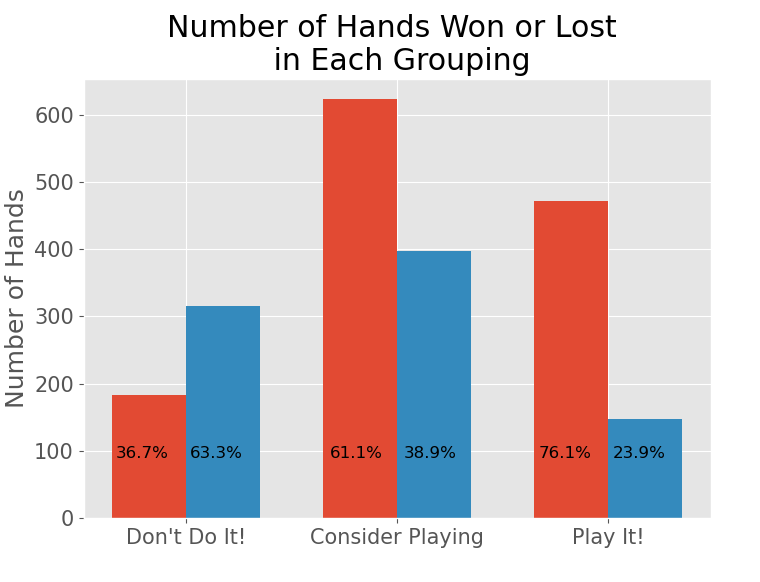 Number of Hands Won or Lost
in Each Grouping
Number of Hands
600
500
400
300
200
100
0
36.7% 63.3% 61.1% 38.9% 76.1% 23.9%
Don't Do It! Consider Playing Play It!